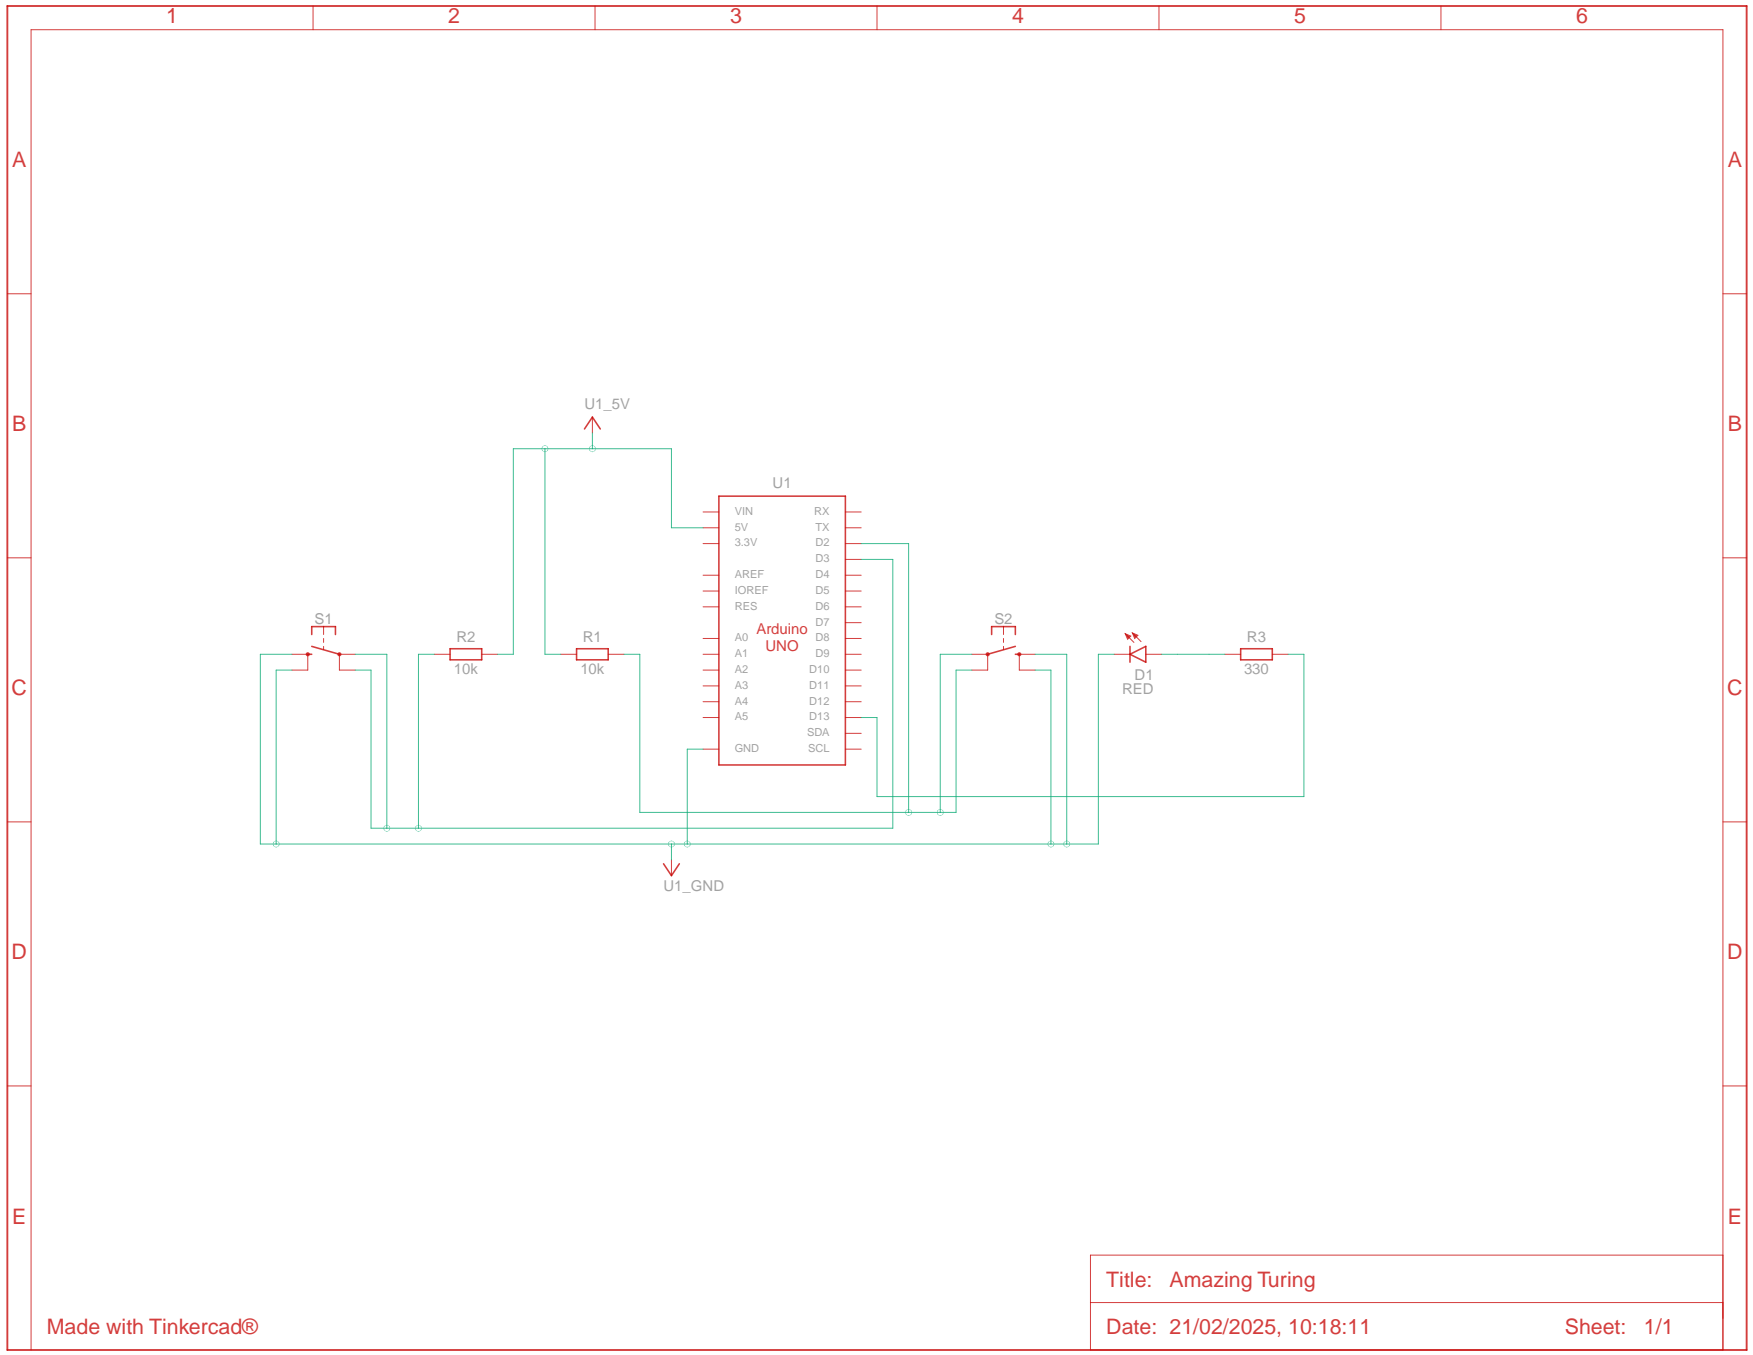 1 2 3 4 5 6
A A
U1_5V
B B
U1
VIN RX
5V TX
3.3V D2
D3
AREF D4
IOREF D5
RES D6
D7
Arduino
UNO
A0 D8
A1 D9
A2 D10
A3 D11
A4 D12
A5 D13
SDA
GND SCL
S1
R2
10k
R1
10k
S2
D1
RED
R3
330
C C
U1_GND
D D
E E
Title: Amazing Turing
Made with Tinkercad®
Date: 21/02/2025, 10:18:11 Sheet: 1/1